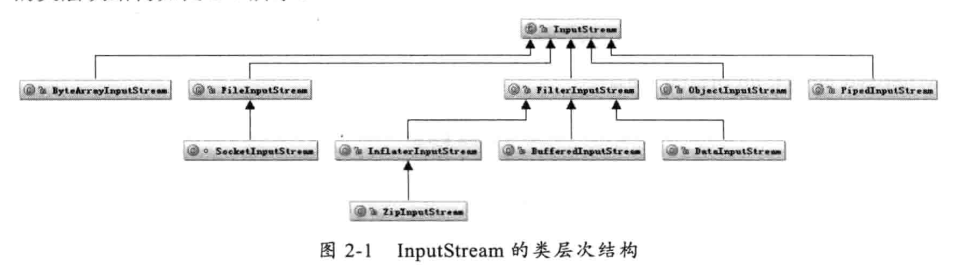 InputStream
ByteArrayInputStream FileInputStream FilterInputStream ObjectInputStream PipedInputStream
SocketInputStream InflaterInputStream BufferedInputStream DataInputStream
ZipInputStream
图 2-1 InputStream 的类层次结构